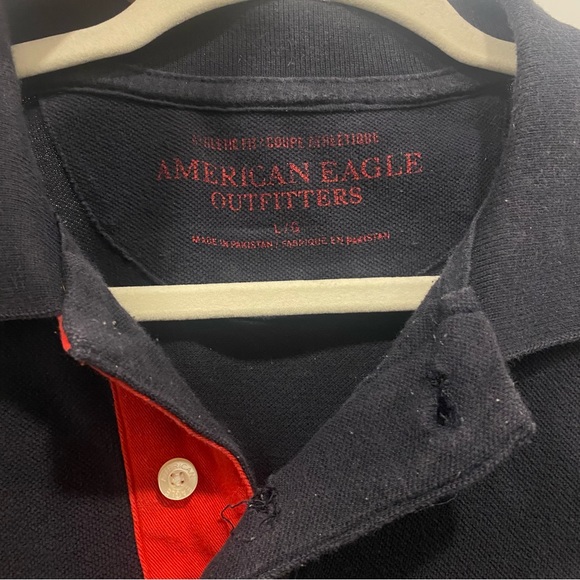 ATHLETIC FIT / COUPE ATHLÉTIQUE
AMERICAN EAGLE
OUTFITTERS
L/G
MADE IN PAKISTAN / FABRIQUÉ EN PAKISTAN